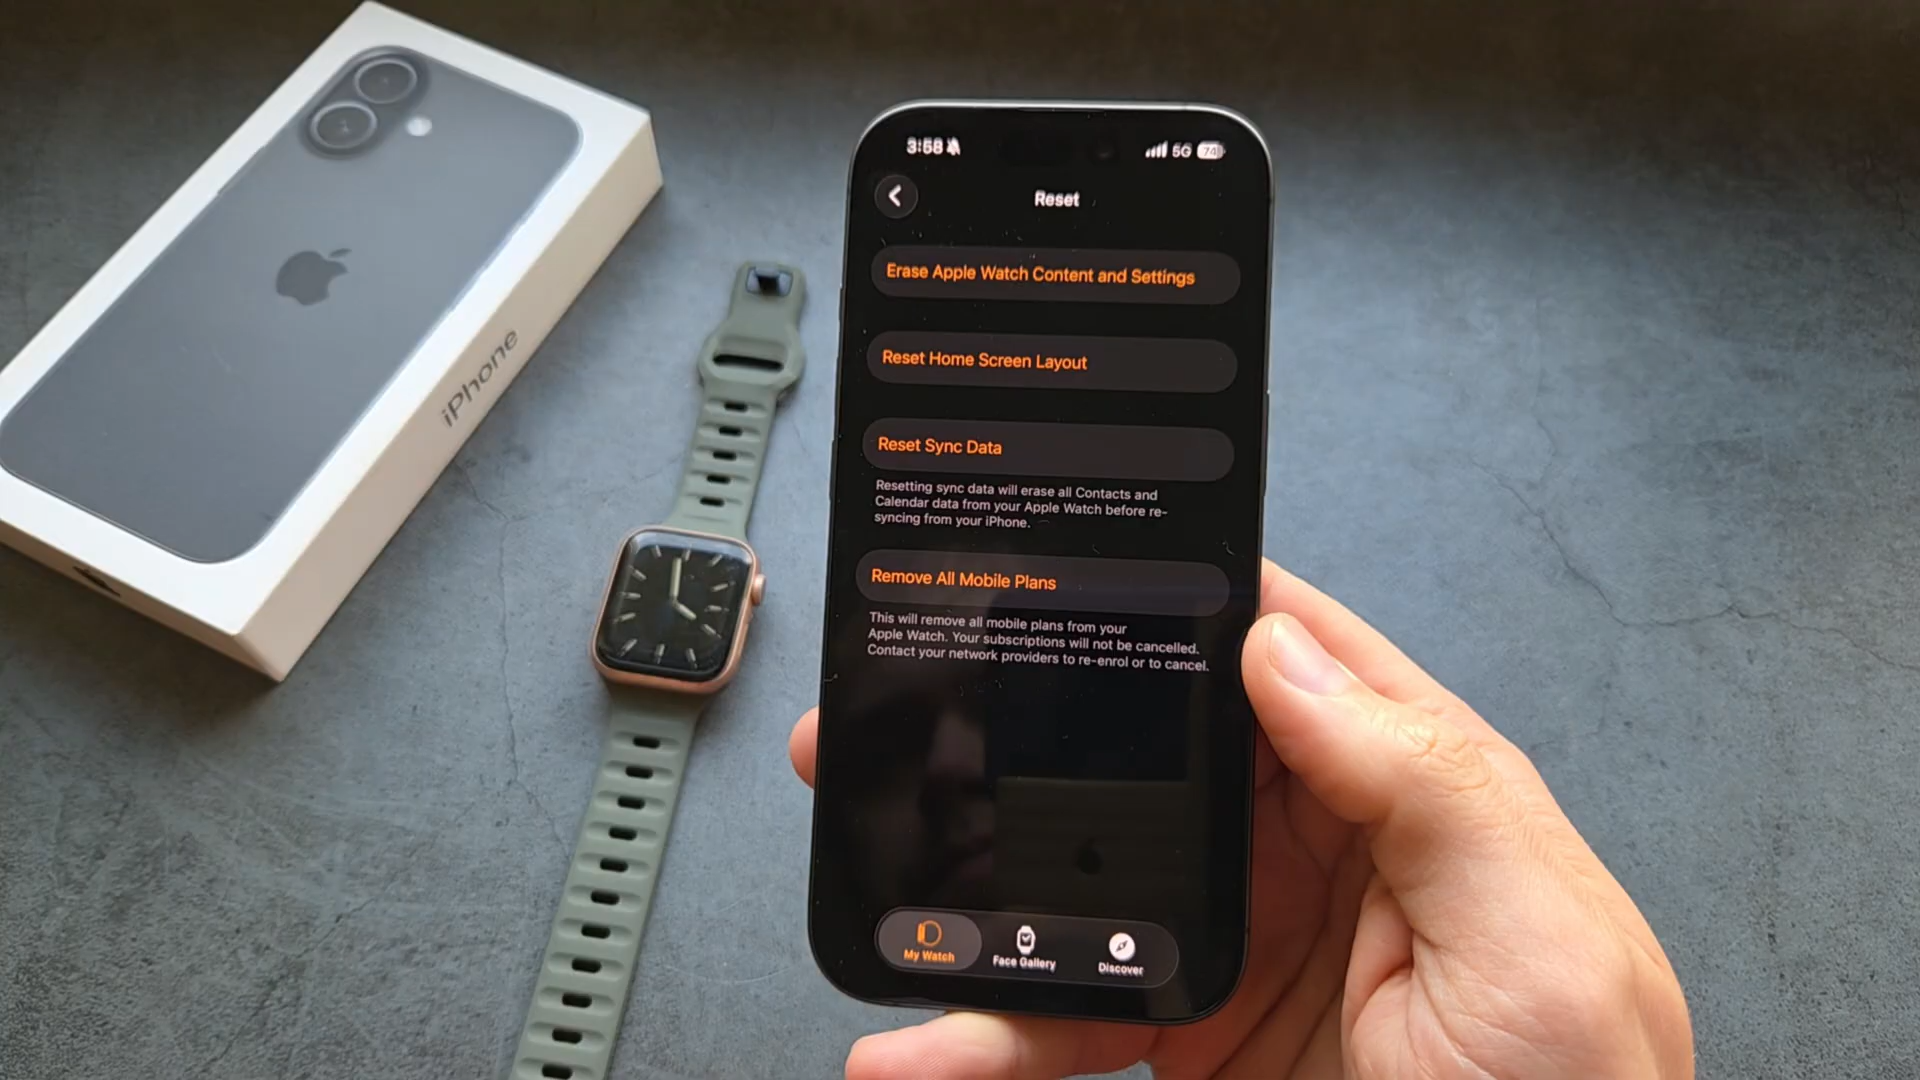 iPhone
3:58
5G
74
Reset
Erase Apple Watch Content and Settings
Reset Home Screen Layout
Reset Sync Data
Resetting sync data will erase all Contacts and
Calendar data from your Apple Watch before re-
syncing from your iPhone.
Remove All Mobile Plans
This will remove all mobile plans from your
Apple Watch. Your subscriptions will not be cancelled.
Contact your network providers to re-enrol or to cancel.
My Watch
Face Gallery
Discover